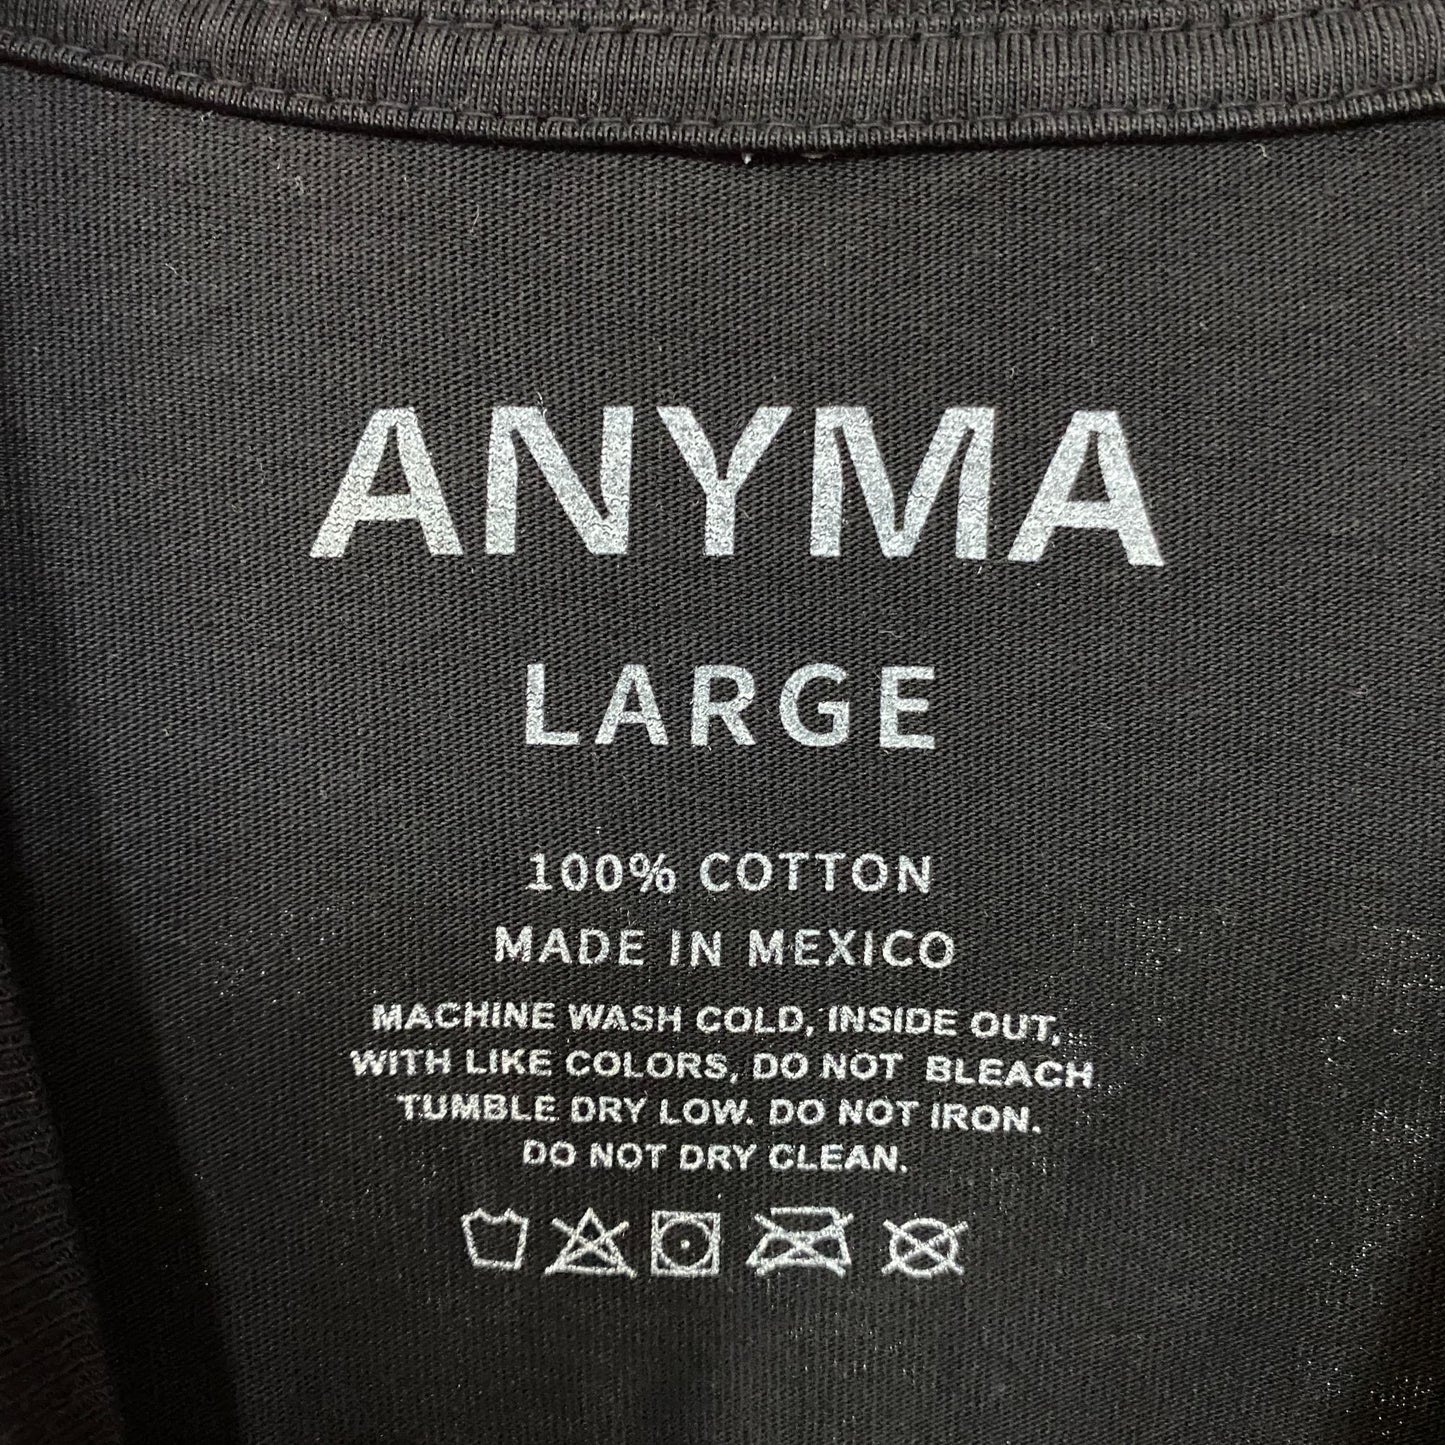 ANYMA
LARGE
100% COTTON
MADE IN MEXICO
MACHINE WASH COLD, INSIDE OUT,
WITH LIKE COLORS, DO NOT BLEACH
TUMBLE DRY LOW. DO NOT IRON.
DO NOT DRY CLEAN.